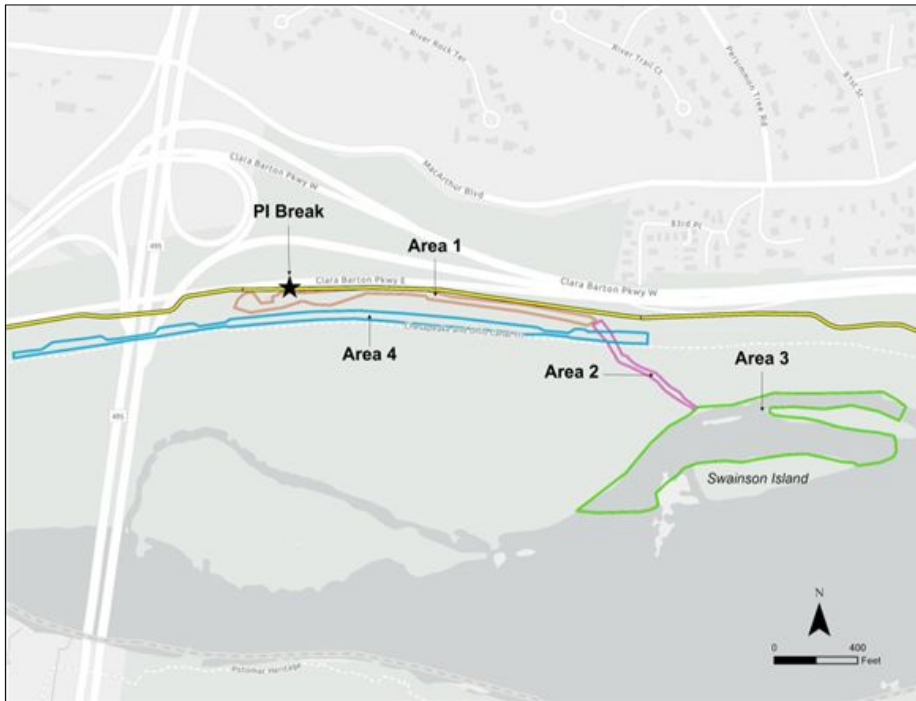 River Rock Ter
River Trail Ct
Persimmon Tree Rd
81st St
Clara Barton Pkwy W
MacArthur Blvd
PI Break
83rd Pl
495
Area 1
Clara Barton Pkwy E
Clara Barton Pkwy W
Area 4
Area 3
Area 2
495
Swainson Island
N
0 400
Feet
Potomac Heritage